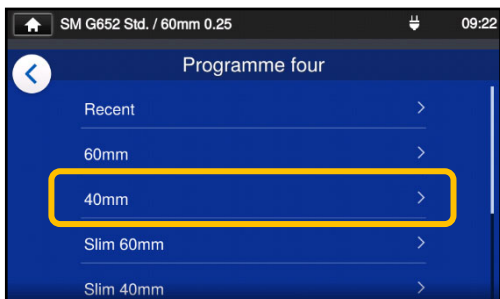 SM G652 Std. / 60mm 0.25 09:22
Programme four
Recent
60mm
40mm
Slim 60mm
Slim 40mm